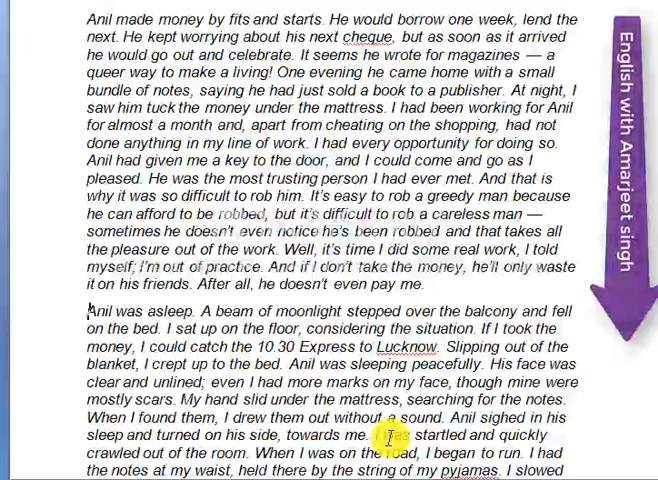 Anil made money by fits and starts. He would borrow one week, lend the
next. He kept worrying about his next cheque, but as soon as it arrived
he would go out and celebrate. It seems he wrote for magazines — a
queer way to make a living! One evening he came home with a small
bundle of notes, saying he had just sold a book to a publisher. At night, I
saw him tuck the money under the mattress. I had been working for Anil
for almost a month and, apart from cheating on the shopping, had not
done anything in my line of work. I had every opportunity for doing so.
Anil had given me a key to the door, and I could come and go as I
pleased. He was the most trusting person I had ever met. And that is
why it was so difficult to rob him. It's easy to rob a greedy man because
he can afford to be robbed, but it's difficult to rob a careless man —
sometimes he doesn't even notice he's been robbed and that takes all
the pleasure out of the work. Well, it's time I did some real work, I told
myself; I'm out of practice. And if I don't take the money, he'll only waste
it on his friends. After all, he doesn't even pay me.
Anil was asleep. A beam of moonlight stepped over the balcony and fell
on the bed. I sat up on the floor, considering the situation. If I took the
money, I could catch the 10.30 Express to Lucknow. Slipping out of the
blanket, I crept up to the bed. Anil was sleeping peacefully. His face was
clear and unlined; even I had more marks on my face, though mine were
mostly scars. My hand slid under the mattress, searching for the notes.
When I found them, I drew them out without a sound. Anil sighed in his
sleep and turned on his side, towards me. I was startled and quickly
crawled out of the room. When I was on the road, I began to run. I had
the notes at my waist, held there by the string of my pyjamas. I slowed
English with Amarjeet singh